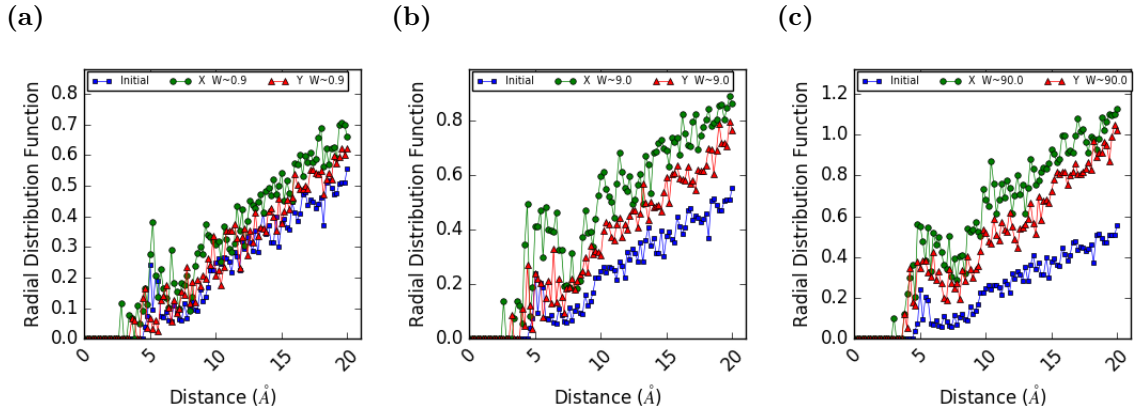 (a)
(b)
(c)
Initial X W~0.9 Y W~0.9
Radial Distribution Function
0.8
0.7
0.6
0.5
0.4
0.3
0.2
0.1
0.0
0 5 10 15 20
Distance (Å)
Initial X W~9.0 Y W~9.0
Radial Distribution Function
0.8
0.6
0.4
0.2
0.0
0 5 10 15 20
Distance (Å)
Initial X W~90.0 Y W~90.0
Radial Distribution Function
1.2
1.0
0.8
0.6
0.4
0.2
0.0
0 5 10 15 20
Distance (Å)